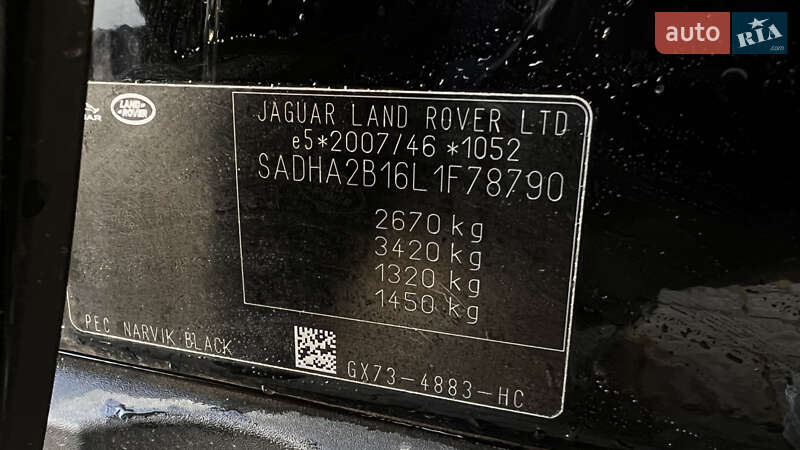 auto RIA .com
LAND ROVER
JAGUAR LAND ROVER LTD
e5*2007/46 *1052
SADHA2B16L1F78790
2670 kg
3420 kg
1320 kg
1450 kg
PEC NARVIK BLACK
GX73-4883-HC